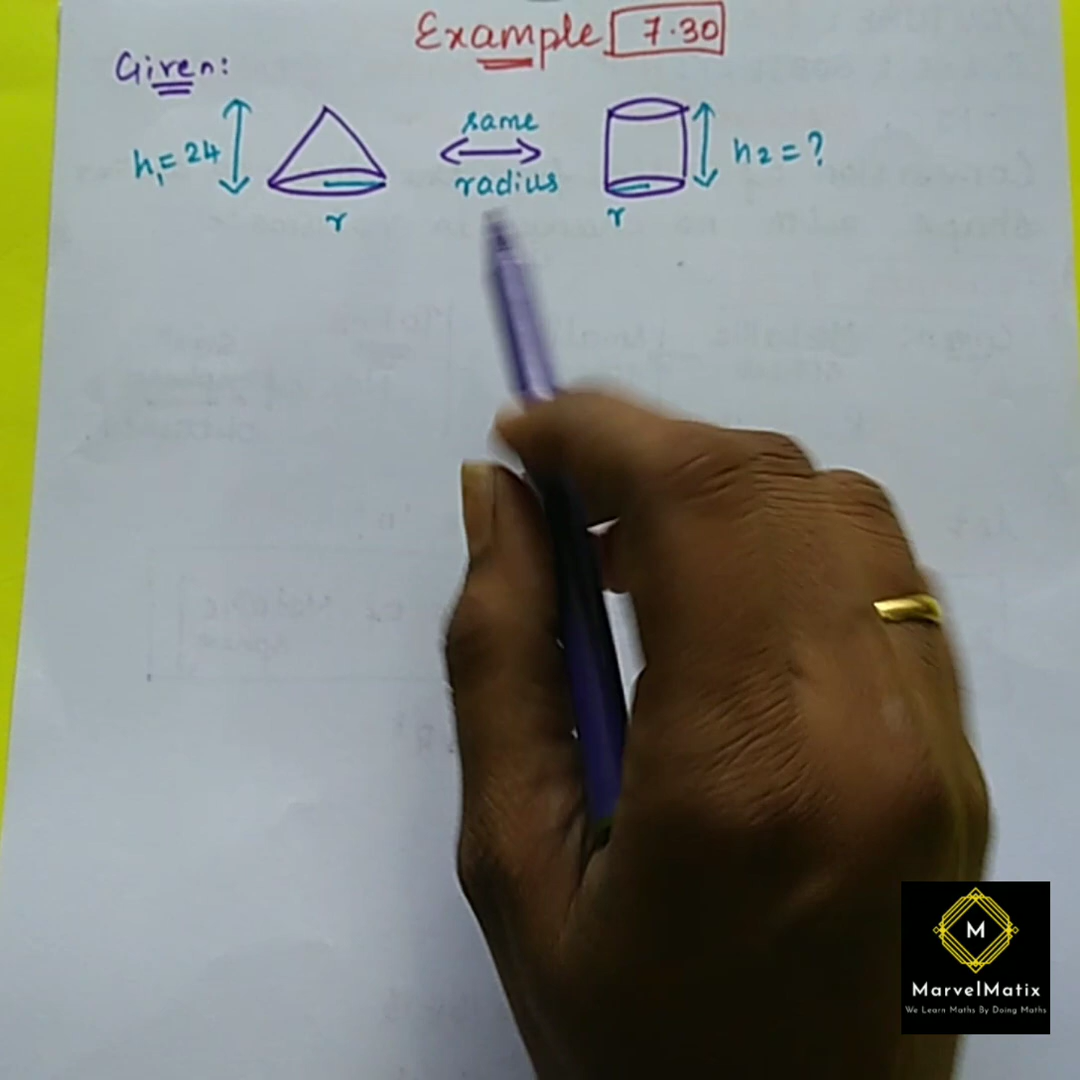 Example 7.30
Given:
h₁ = 24
same
radius
h₂ = ?
r
r
M
MarvelMatix
We Learn Maths By Doing Maths